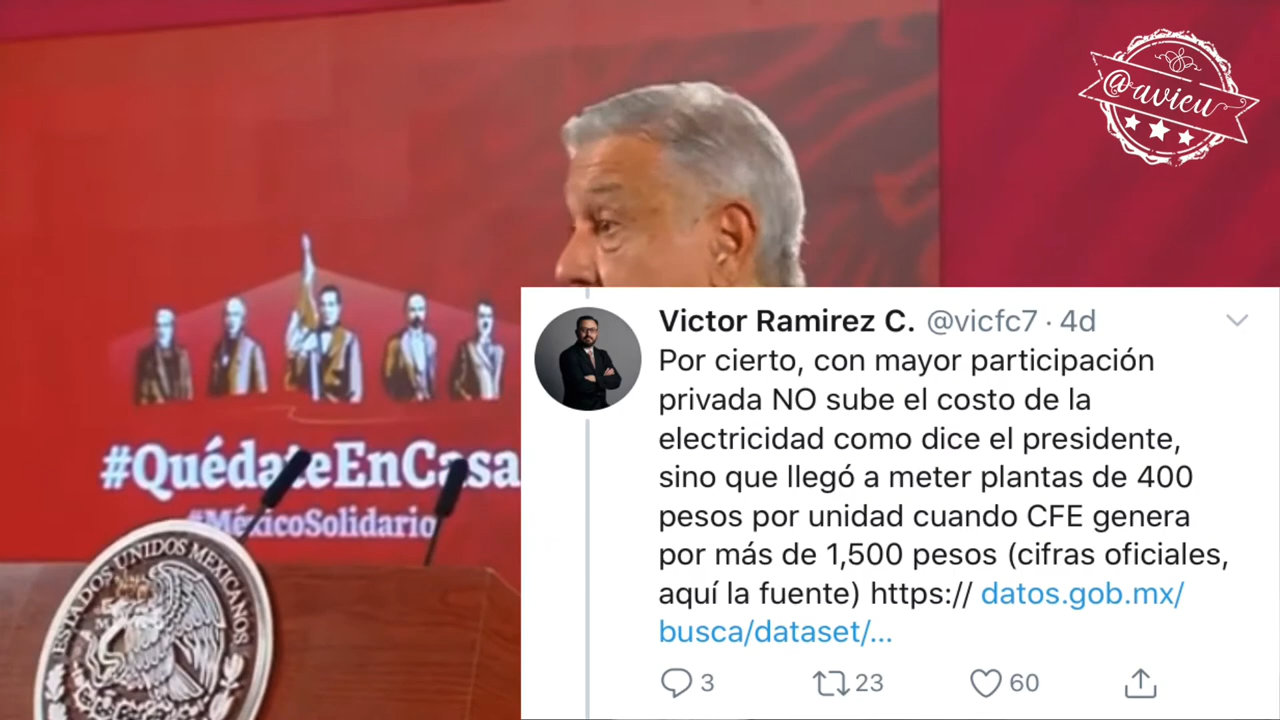 @avieu
#QuédateEnCasa
#MéxicoSolidario
ESTADOS UNIDOS MEXICANOS
Victor Ramirez C. @vicfc7 · 4d
Por cierto, con mayor participación
privada NO sube el costo de la
electricidad como dice el presidente,
sino que llegó a meter plantas de 400
pesos por unidad cuando CFE genera
por más de 1,500 pesos (cifras oficiales,
aquí la fuente) https:// datos.gob.mx/
busca/dataset/...
3 23 60